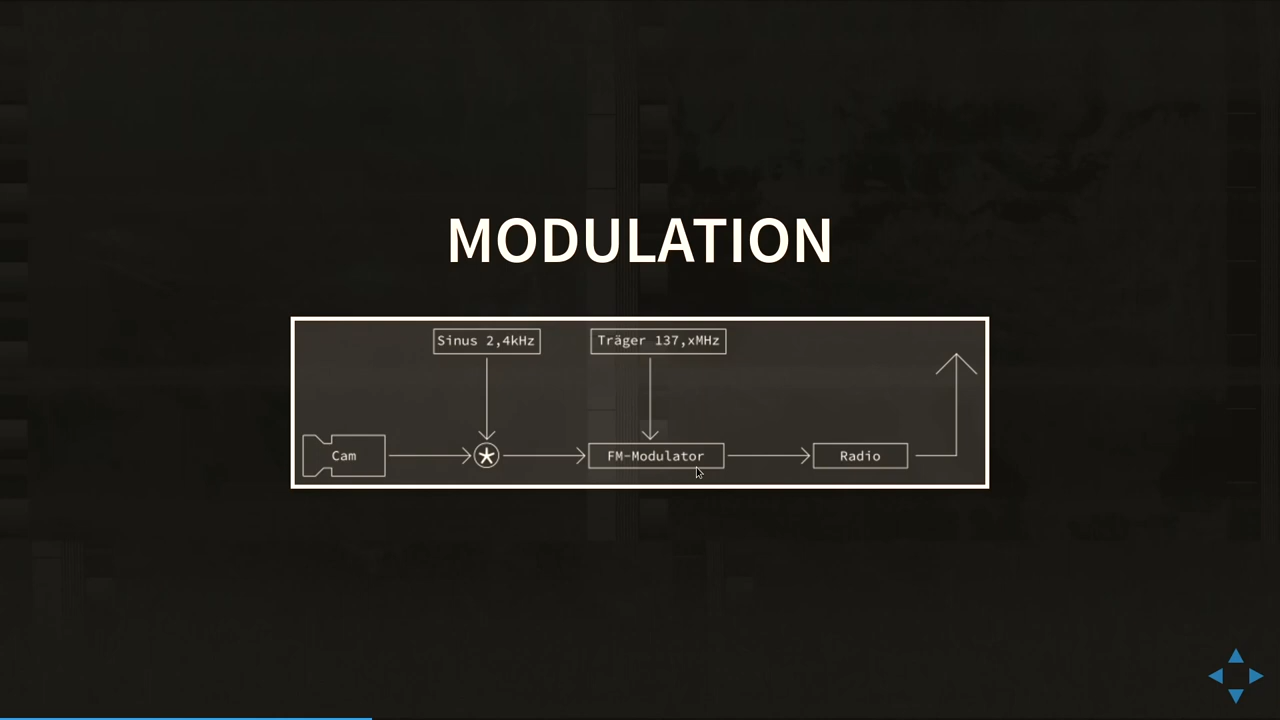 MODULATION
Sinus 2,4kHz
Träger 137,xMHz
Cam
*
FM-Modulator
Radio